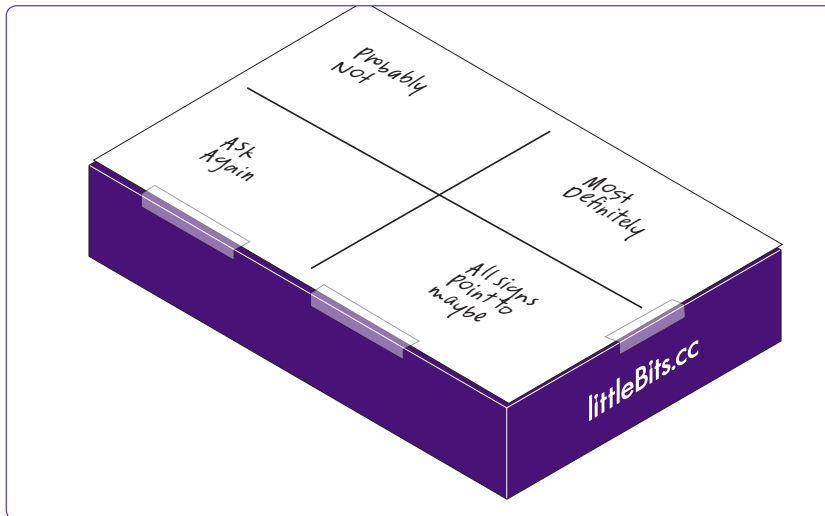 Probably
Not
Ask
Again
Most
Definitely
All signs
Point to
maybe
littleBits.cc